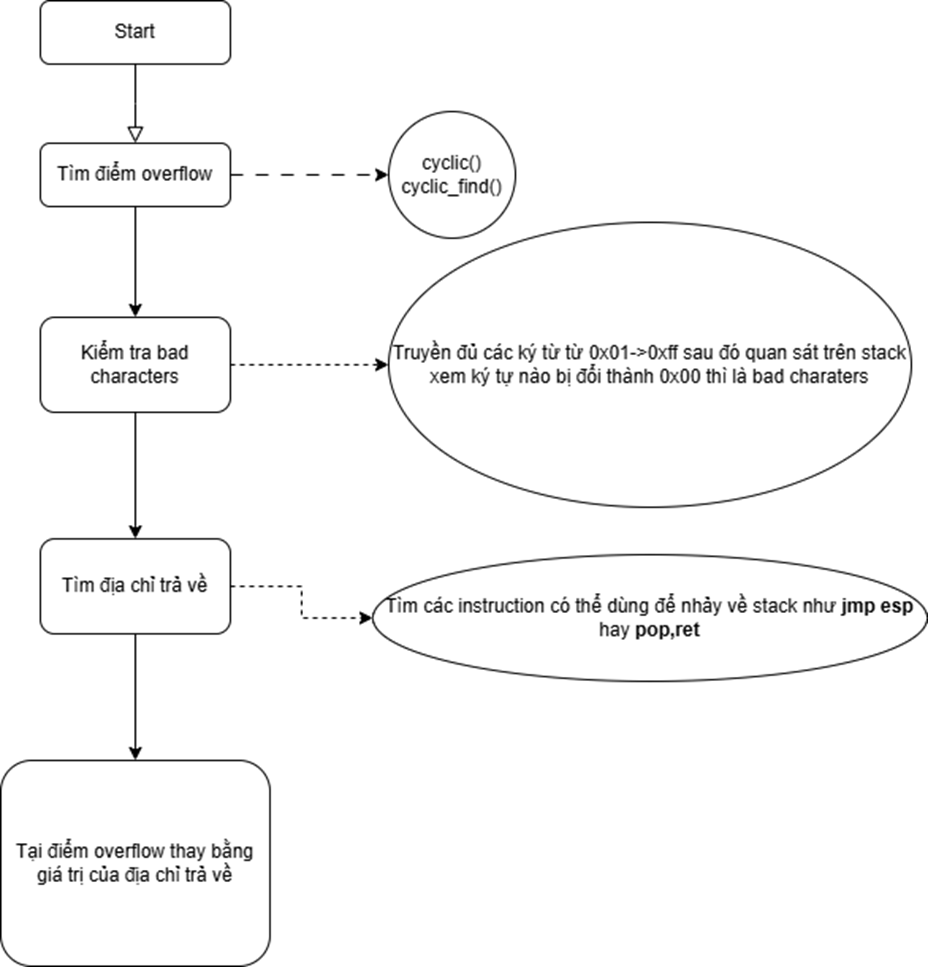 Start
Tìm điểm overflow
cyclic()
cyclic_find()
Kiểm tra bad
characters
Truyền đủ các ký từ từ 0x01->0xff sau đó quan sát trên stack
xem ký tự nào bị đổi thành 0x00 thì là bad charaters
Tìm địa chỉ trả về
Tìm các instruction có thể dùng để nhảy về stack như jmp esp
hay pop,ret
Tại điểm overflow thay bằng
giá trị của địa chỉ trả về